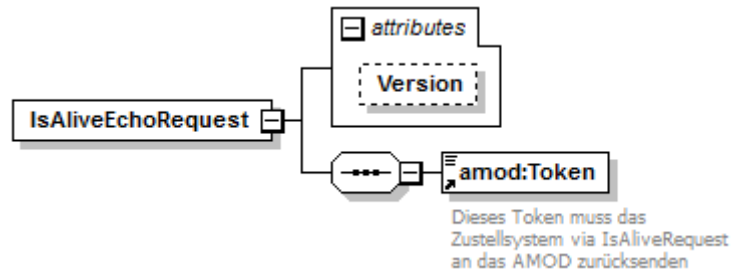 attributes
Version
IsAliveEchoRequest
amod:Token
Dieses Token muss das
Zustellsystem via IsAliveRequest
an das AMOD zurücksenden